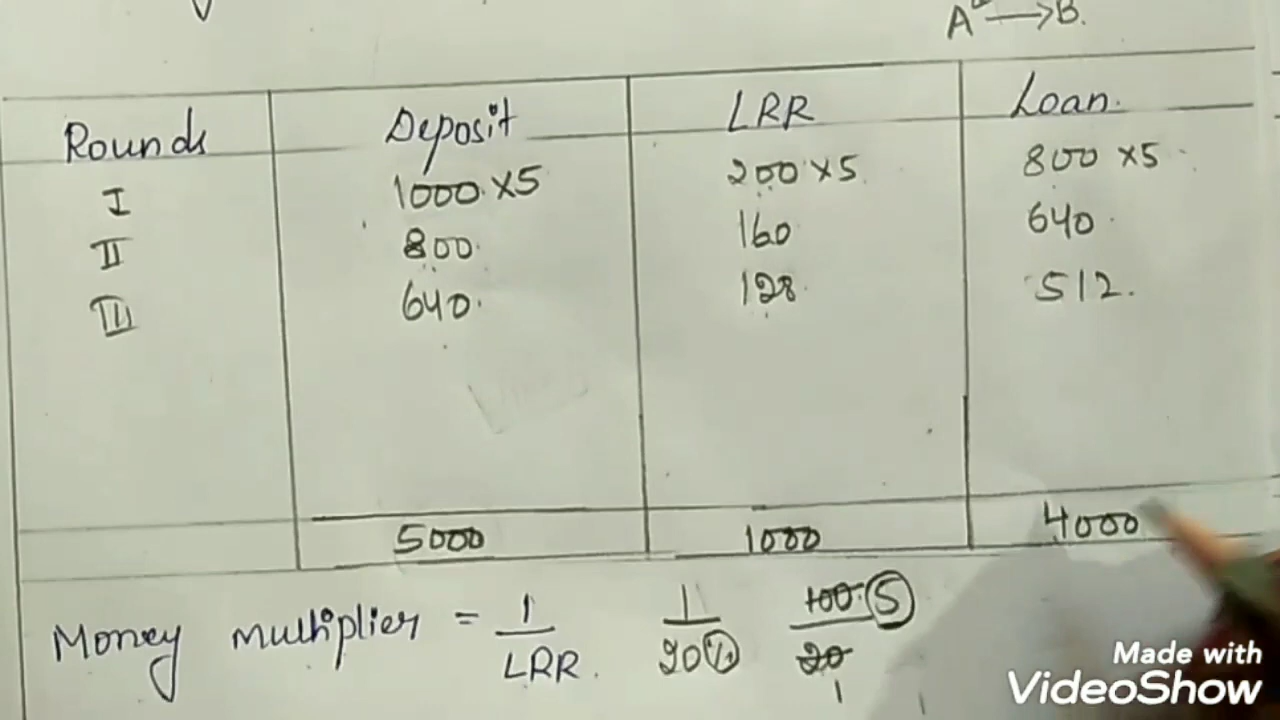 A → B.
Rounds Deposit LRR Loan.
I 1000 x5 200 x5 800 x5
II 800 160 640
III 640 128 512.
5000 1000 4000
Money multiplier = 1/LRR. 1/20% 100/20 5
1
Made with
VideoShow